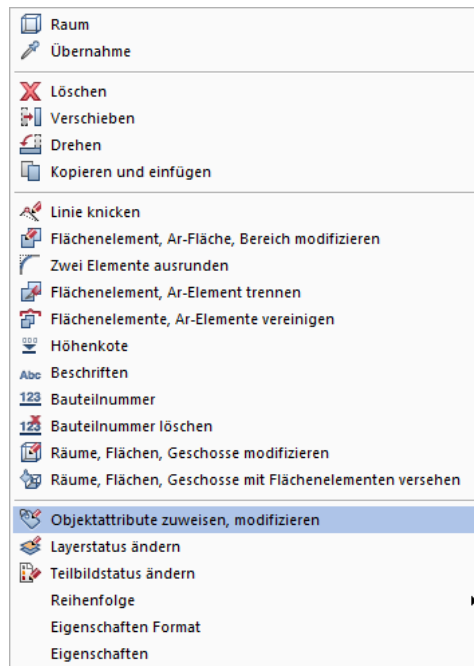 Raum
Übernahme
Löschen
Verschieben
Drehen
Kopieren und einfügen
Linie knicken
Flächenelement, Ar-Fläche, Bereich modifizieren
Zwei Elemente ausrunden
Flächenelement, Ar-Element trennen
Flächenelemente, Ar-Elemente vereinigen
Höhenkote
Abc Beschriften
123 Bauteilnummer
123 Bauteilnummer löschen
Räume, Flächen, Geschosse modifizieren
Räume, Flächen, Geschosse mit Flächenelementen versehen
Objektattribute zuweisen, modifizieren
Layerstatus ändern
Teilbildstatus ändern
Reihenfolge
Eigenschaften Format
Eigenschaften